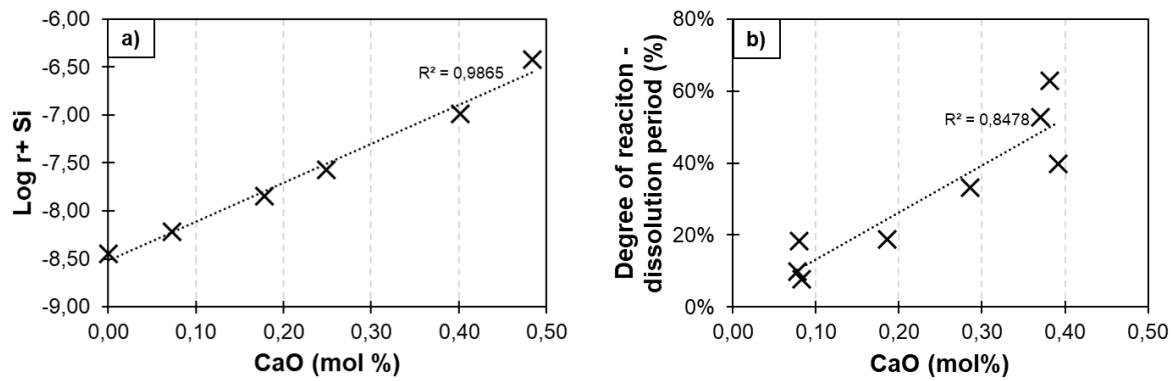 a)
R² = 0,9865
Log r+ Si
-6,00
-6,50
-7,00
-7,50
-8,00
-8,50
-9,00
0,00 0,10 0,20 0,30 0,40 0,50
CaO (mol %)
b)
R² = 0,8478
Degree of reaciton -
dissolution period (%)
80%
60%
40%
20%
0%
0,00 0,10 0,20 0,30 0,40 0,50
CaO (mol%)